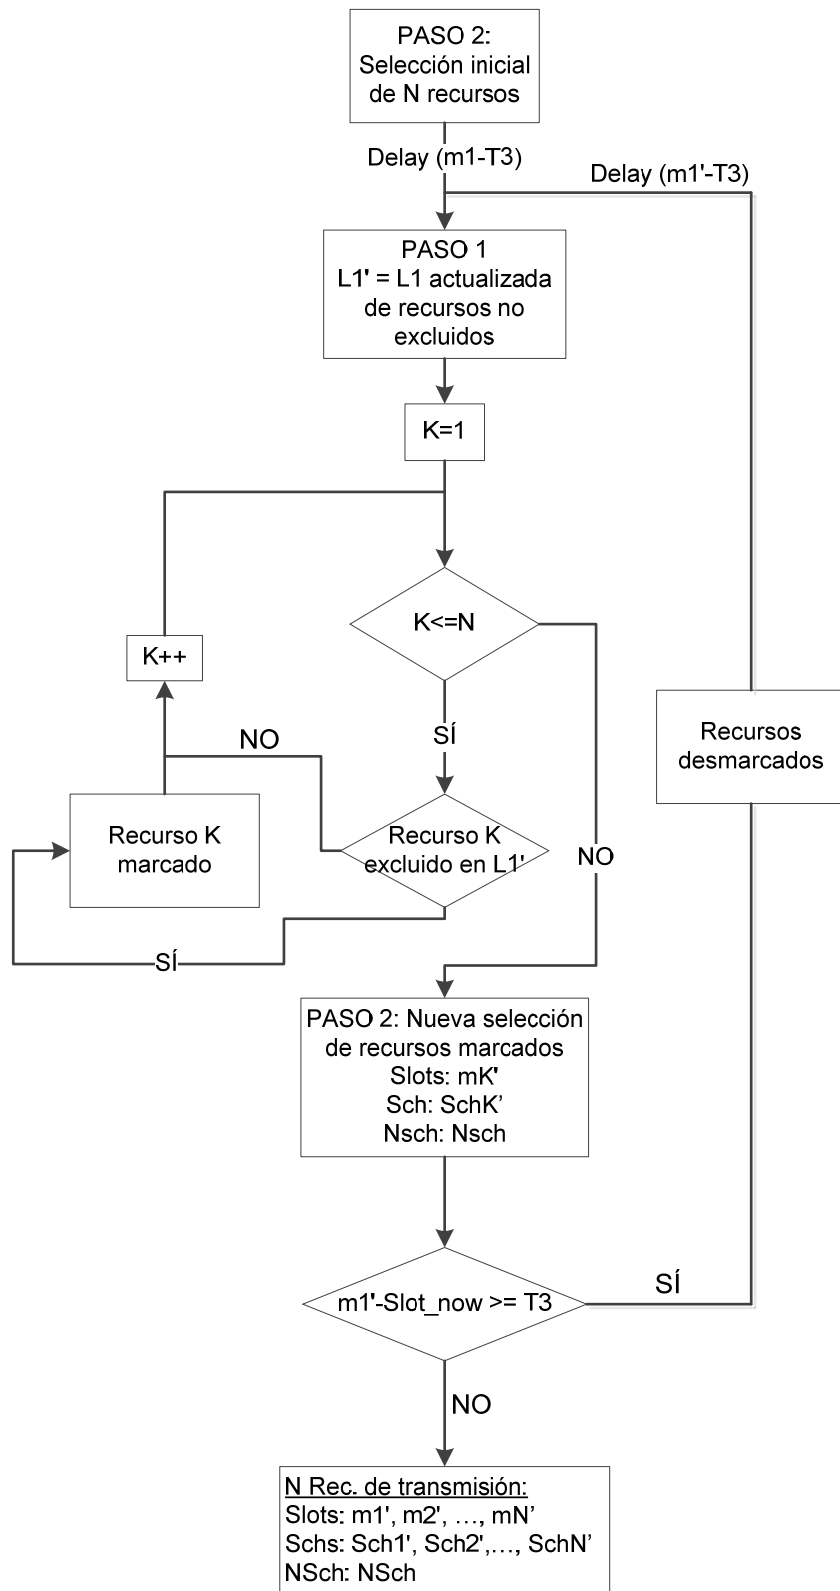 PASO 2:
Selección inicial
de N recursos
Delay (m1-T3)
Delay (m1'-T3)
PASO 1
L1' = L1 actualizada
de recursos no
excluidos
K=1
K<=N
K++
SÍ
NO
Recursos
desmarcados
Recurso K
marcado
Recurso K
excluido en L1'
NO
SÍ
PASO 2: Nueva selección
de recursos marcados
Slots: mK'
Sch: SchK’
Nsch: Nsch
m1'-Slot_now >= T3
SÍ
NO
N Rec. de transmisión:
Slots: m1', m2', …, mN’
Schs: Sch1', Sch2',…, SchN’
NSch: NSch